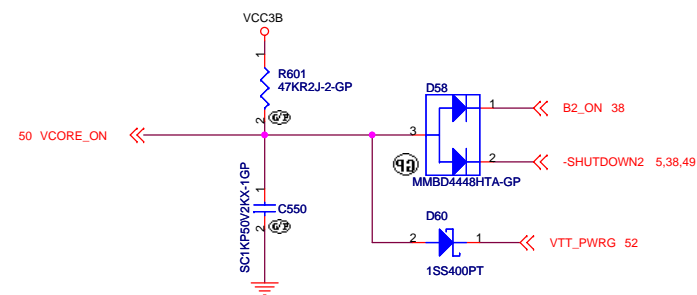 VCC3B
1
R601
47KR2J-2-GP
2
G/P
50 VCORE_ON
3
D58
1
B2_ON 38
2
-SHUTDOWN2 5,38,49
GP
MMBD4448HTA-GP
1
C550
2
G/P
SC1KP50V2KX-1GP
D60
2
1
VTT_PWRG 52
1SS400PT